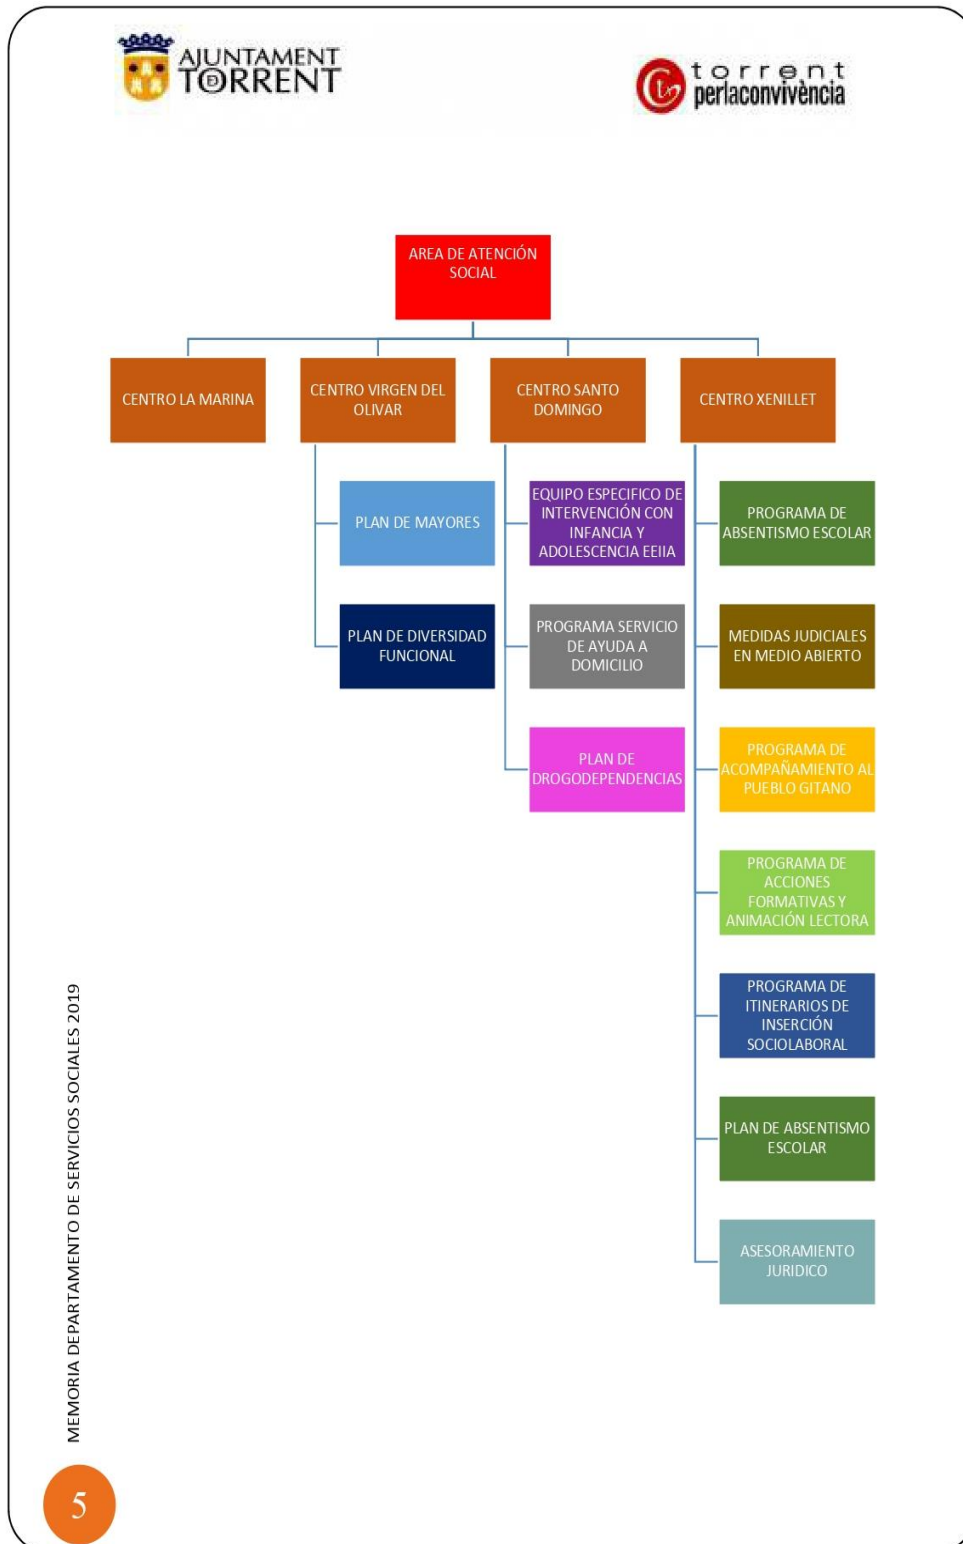 AJUNTAMENT
DE TORRENT
torrent
perlaconvivència
AREA DE ATENCIÓN
SOCIAL
CENTRO LA MARINA
CENTRO VIRGEN DEL
OLIVAR
CENTRO SANTO
DOMINGO
CENTRO XENILLET
PLAN DE MAYORES
PLAN DE DIVERSIDAD
FUNCIONAL
EQUIPO ESPECIFICO DE
INTERVENCIÓN CON
INFANCIA Y
ADOLESCENCIA EEIIA
PROGRAMA SERVICIO
DE AYUDA A
DOMICILIO
PLAN DE
DROGODEPENDENCIAS
PROGRAMA DE
ABSENTISMO ESCOLAR
MEDIDAS JUDICIALES
EN MEDIO ABIERTO
PROGRAMA DE
ACOMPAÑAMIENTO AL
PUEBLO GITANO
PROGRAMA DE
ACCIONES
FORMATIVAS Y
ANIMACIÓN LECTORA
PROGRAMA DE
ITINERARIOS DE
INSERCIÓN
SOCIOLABORAL
PLAN DE ABSENTISMO
ESCOLAR
ASESORAMIENTO
JURIDICO
MEMORIA DEPARTAMENTO DE SERVICIOS SOCIALES 2019
5